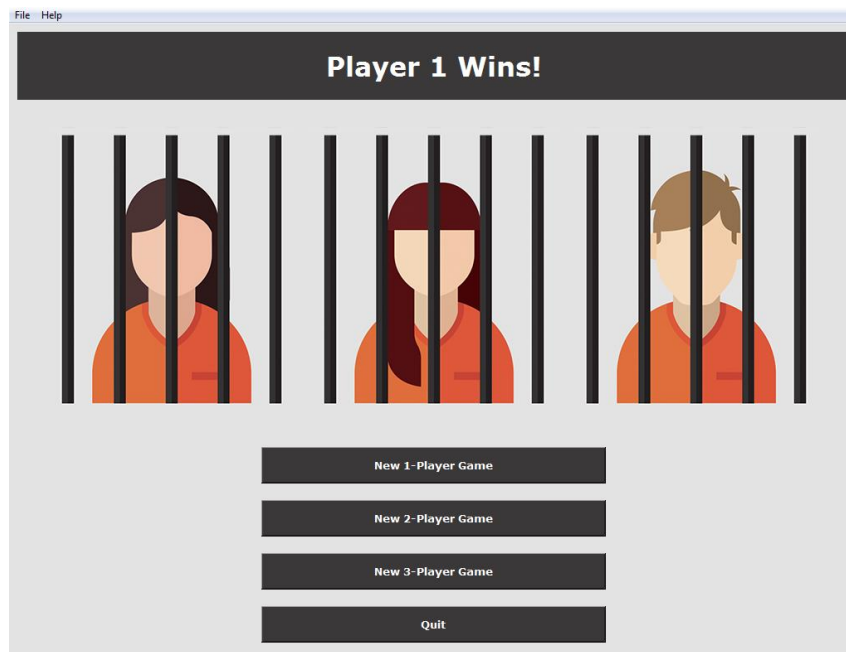 File Help
Player 1 Wins!
New 1-Player Game
New 2-Player Game
New 3-Player Game
Quit